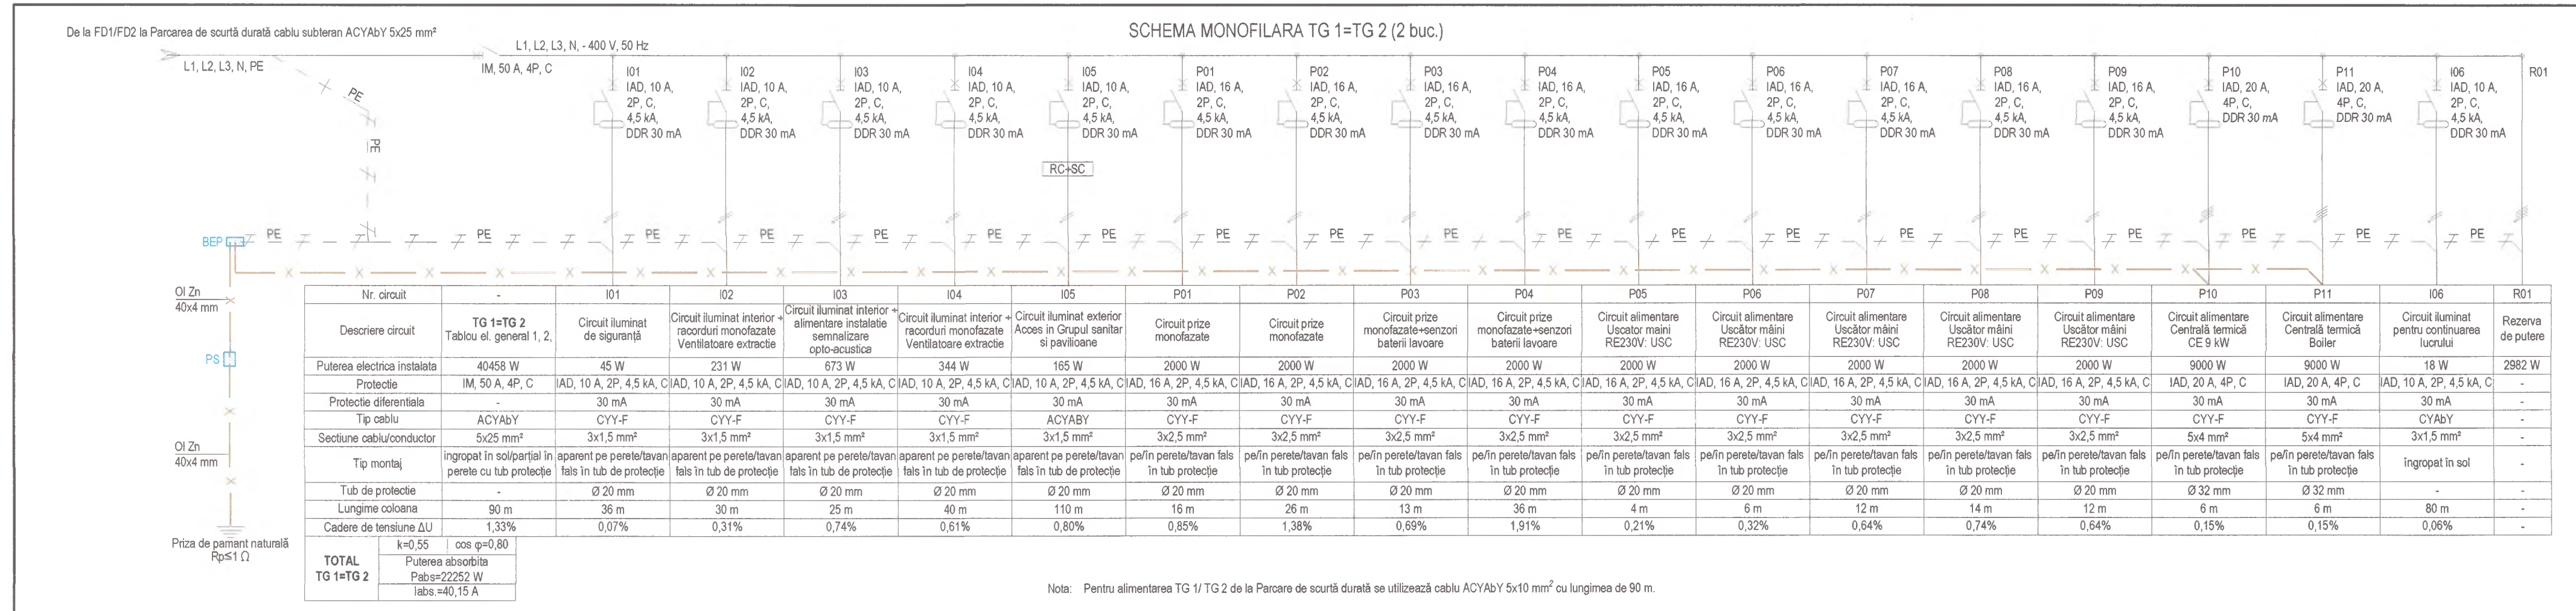 SCHEMA MONOFILARA TG 1=TG 2 (2 buc.)
De la FD1/FD2 la Parcarea de scurtă durată cablu subteran ACYAbY 5x25 mm²
L1, L2, L3, N, PE
L1, L2, L3, N, - 400 V, 50 Hz
IM, 50 A, 4P, C
I01
IAD, 10 A,
2P, C,
4,5 kA,
DDR 30 mA
I02
IAD, 10 A,
2P, C,
4,5 kA,
DDR 30 mA
I03
IAD, 10 A,
2P, C,
4,5 kA,
DDR 30 mA
I04
IAD, 10 A,
2P, C,
4,5 kA,
DDR 30 mA
I05
IAD, 10 A,
2P, C,
4,5 kA,
DDR 30 mA
P01
IAD, 16 A,
2P, C,
4,5 kA,
DDR 30 mA
P02
IAD, 16 A,
2P, C,
4,5 kA,
DDR 30 mA
P03
IAD, 16 A,
2P, C,
4,5 kA,
DDR 30 mA
P04
IAD, 16 A,
2P, C,
4,5 kA,
DDR 30 mA
P05
IAD, 16 A,
2P, C,
4,5 kA,
DDR 30 mA
P06
IAD, 16 A,
2P, C,
4,5 kA,
DDR 30 mA
P07
IAD, 16 A,
2P, C,
4,5 kA,
DDR 30 mA
P08
IAD, 16 A,
2P, C,
4,5 kA,
DDR 30 mA
P09
IAD, 16 A,
2P, C,
4,5 kA,
DDR 30 mA
P10
IAD, 20 A,
4P, C,
DDR 30 mA
P11
IAD, 20 A,
4P, C,
DDR 30 mA
I06
IAD, 10 A,
2P, C,
4,5 kA,
DDR 30 mA
R01
PE
PE
RC+SC
BEP
PE PE PE PE PE PE PE PE PE PE PE PE PE PE PE PE PE PE PE
OI Zn
40x4 mm
PS
OI Zn
40x4 mm
Priza de pamant naturală
Rp≤1 Ω
Nr. circuit - I01 I02 I03 I04 I05 P01 P02 P03 P04 P05 P06 P07 P08 P09 P10 P11 I06 R01
Descriere circuit
TG 1=TG 2
Tablou el. general 1, 2,
Circuit iluminat
de siguranță
Circuit iluminat interior +
racorduri monofazate
Ventilatoare extractie
Circuit iluminat interior +
alimentare instalatie
semnalizare
opto-acustica
Circuit iluminat interior +
racorduri monofazate
Ventilatoare extractie
Circuit iluminat exterior
Acces in Grupul sanitar
si pavilioane
Circuit prize
monofazate
Circuit prize
monofazate
Circuit prize
monofazate+senzori
baterii lavoare
Circuit prize
monofazate+senzori
baterii lavoare
Circuit alimentare
Uscator maini
RE230V: USC
Circuit alimentare
Uscător mâini
RE230V: USC
Circuit alimentare
Uscător mâini
RE230V: USC
Circuit alimentare
Uscător mâini
RE230V: USC
Circuit alimentare
Uscător mâini
RE230V: USC
Circuit alimentare
Centrală termică
CE 9 kW
Circuit alimentare
Centrală termică
Boiler
Circuit iluminat
pentru continuarea
lucrului
Rezerva
de putere
Puterea electrica instalata 40458 W 45 W 231 W 673 W 344 W 165 W 2000 W 2000 W 2000 W 2000 W 2000 W 2000 W 2000 W 2000 W 2000 W 9000 W 9000 W 18 W 2982 W
Protectie IM, 50 A, 4P, C IAD, 10 A, 2P, 4,5 kA, C IAD, 10 A, 2P, 4,5 kA, C IAD, 10 A, 2P, 4,5 kA, C IAD, 10 A, 2P, 4,5 kA, C IAD, 10 A, 2P, 4,5 kA, C IAD, 16 A, 2P, 4,5 kA, C IAD, 16 A, 2P, 4,5 kA, C IAD, 16 A, 2P, 4,5 kA, C IAD, 16 A, 2P, 4,5 kA, C IAD, 16 A, 2P, 4,5 kA, C IAD, 16 A, 2P, 4,5 kA, C IAD, 16 A, 2P, 4,5 kA, C IAD, 16 A, 2P, 4,5 kA, C IAD, 16 A, 2P, 4,5 kA, C IAD, 20 A, 4P, C IAD, 20 A, 4P, C IAD, 10 A, 2P, 4,5 kA, C -
Protectie diferentiala - 30 mA 30 mA 30 mA 30 mA 30 mA 30 mA 30 mA 30 mA 30 mA 30 mA 30 mA 30 mA 30 mA 30 mA 30 mA 30 mA 30 mA -
Tip cablu ACYAbY CYY-F CYY-F CYY-F CYY-F ACYABY CYY-F CYY-F CYY-F CYY-F CYY-F CYY-F CYY-F CYY-F CYY-F CYY-F CYY-F CYAbY -
Sectiune cablu/conductor 5x25 mm² 3x1,5 mm² 3x1,5 mm² 3x1,5 mm² 3x1,5 mm² 3x1,5 mm² 3x2,5 mm² 3x2,5 mm² 3x2,5 mm² 3x2,5 mm² 3x2,5 mm² 3x2,5 mm² 3x2,5 mm² 3x2,5 mm² 3x2,5 mm² 5x4 mm² 5x4 mm² 3x1,5 mm² -
Tip montaj
ingropat în sol/parțial în
perete cu tub protecție
aparent pe perete/tavan
fals în tub de protecție
aparent pe perete/tavan
fals în tub de protecție
aparent pe perete/tavan
fals în tub de protecție
aparent pe perete/tavan
fals în tub de protecție
aparent pe perete/tavan
fals în tub de protecție
pe/în perete/tavan fals
în tub protecție
pe/în perete/tavan fals
în tub protecție
pe/în perete/tavan fals
în tub protecție
pe/în perete/tavan fals
în tub protecție
pe/în perete/tavan fals
în tub protecție
pe/în perete/tavan fals
în tub protecție
pe/în perete/tavan fals
în tub protecție
pe/în perete/tavan fals
în tub protecție
pe/în perete/tavan fals
în tub protecție
pe/în perete/tavan fals
în tub protecție
pe/în perete/tavan fals
în tub protecție
îngropat în sol
-
Tub de protectie - Ø 20 mm Ø 20 mm Ø 20 mm Ø 20 mm Ø 20 mm Ø 20 mm Ø 20 mm Ø 20 mm Ø 20 mm Ø 20 mm Ø 20 mm Ø 20 mm Ø 20 mm Ø 20 mm Ø 32 mm Ø 32 mm - -
Lungime coloana 90 m 36 m 30 m 25 m 40 m 110 m 16 m 26 m 13 m 36 m 4 m 6 m 12 m 14 m 12 m 6 m 6 m 80 m -
Cadere de tensiune ΔU 1,33% 0,07% 0,31% 0,74% 0,61% 0,80% 0,85% 1,38% 0,69% 1,91% 0,21% 0,32% 0,64% 0,74% 0,64% 0,15% 0,15% 0,06% -
TOTAL
TG 1=TG 2
k=0,55 cos φ=0,80
Puterea absorbita
Pabs=22252 W
Iabs.=40,15 A
Nota: Pentru alimentarea TG 1/ TG 2 de la Parcare de scurtă durată se utilizează cablu ACYAbY 5x10 mm² cu lungimea de 90 m.